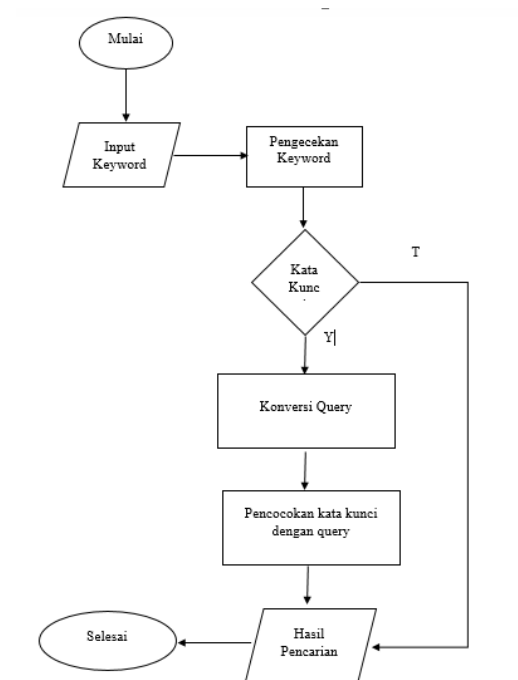 Mulai
Input
Keyword
Pengecekan
Keyword
Kata
Kunc
T
Y
Konversi Query
Pencocokan kata kunci
dengan query
Hasil
Pencarian
Selesai